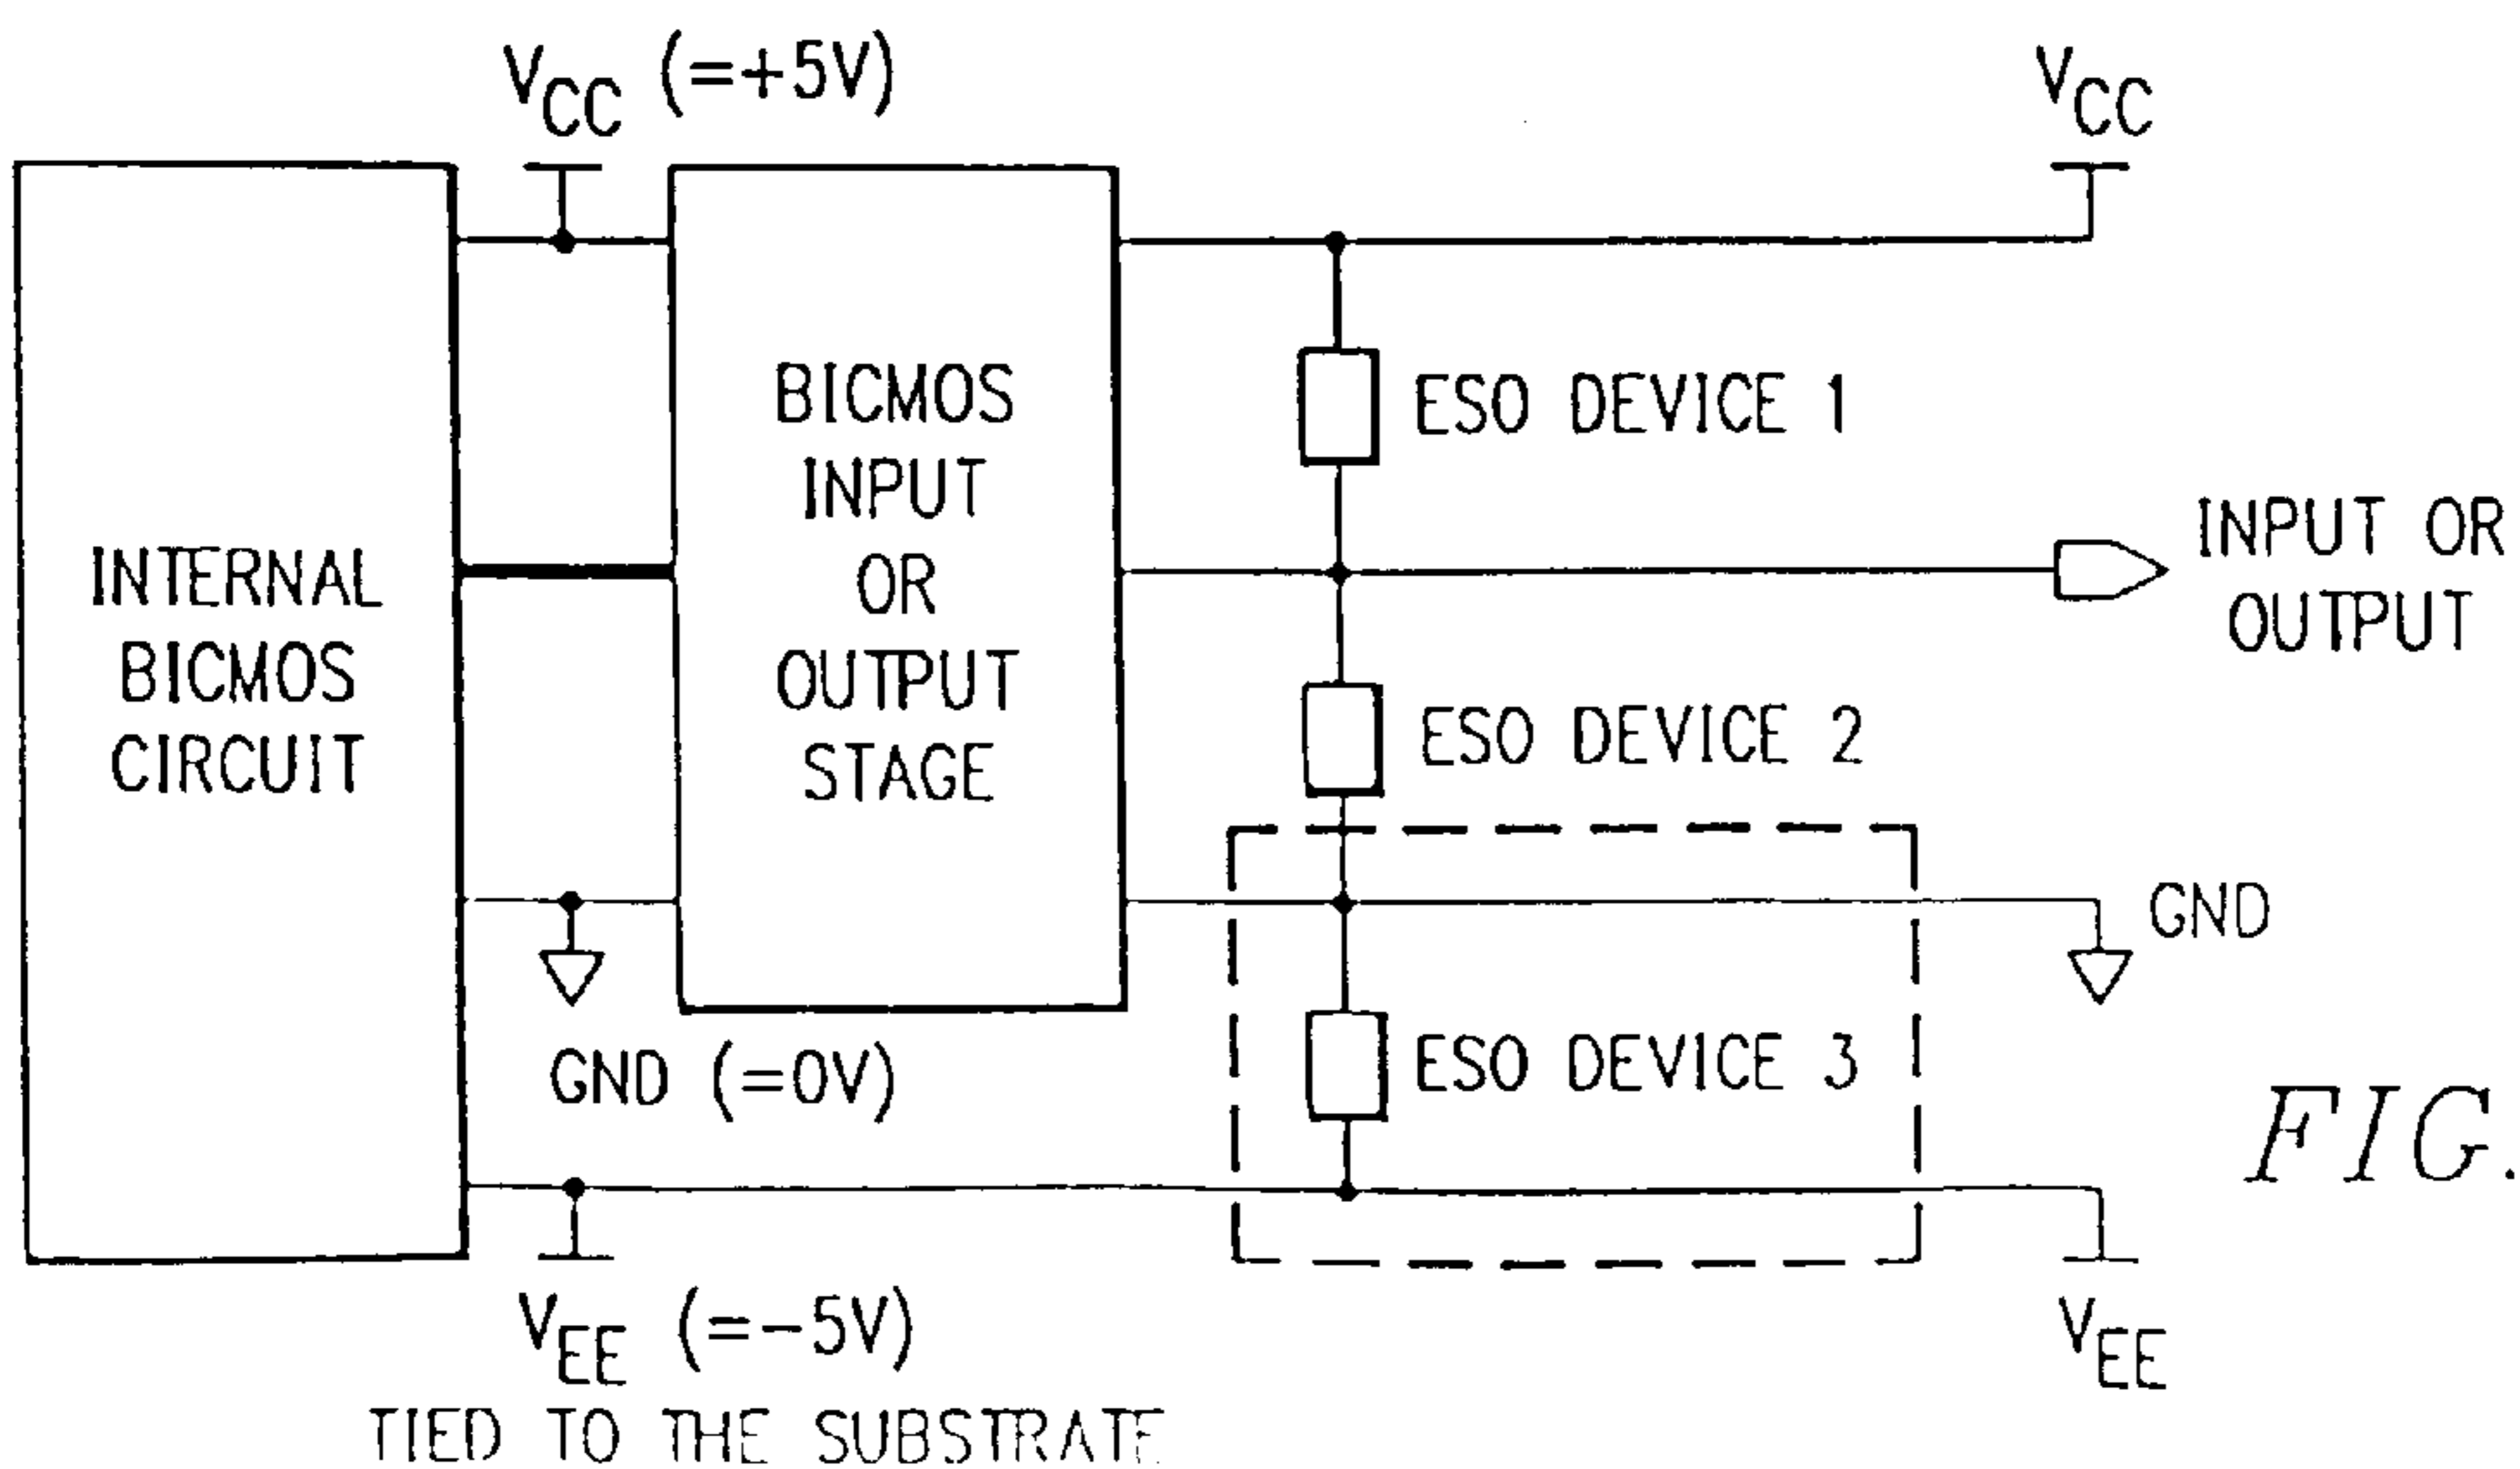 VCC (=+5V)
VCC
INTERNAL
BICMOS
CIRCUIT
BICMOS
INPUT
OR
OUTPUT
STAGE
ESO DEVICE 1
INPUT OR
OUTPUT
ESO DEVICE 2
GND
GND (=0V)
ESO DEVICE 3
FIG.
VEE (=-5V)
TIED TO THE SUBSTRATE
VEE